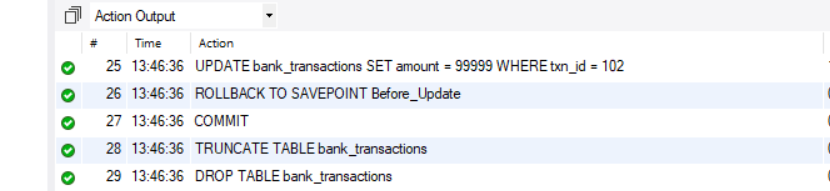 Action Output
# Time Action
25 13:46:36 UPDATE bank_transactions SET amount = 99999 WHERE txn_id = 102
26 13:46:36 ROLLBACK TO SAVEPOINT Before_Update
27 13:46:36 COMMIT
28 13:46:36 TRUNCATE TABLE bank_transactions
29 13:46:36 DROP TABLE bank_transactions